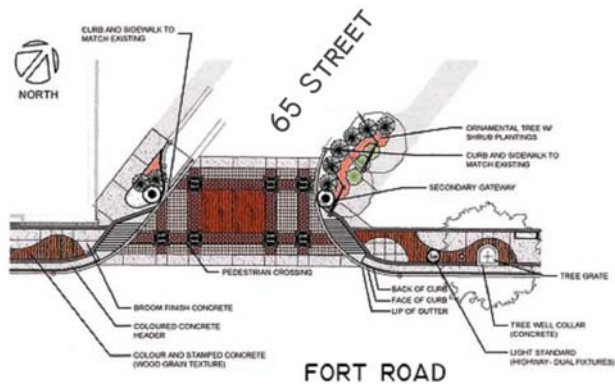 CURB AND SIDEWALK TO
MATCH EXISTING
NORTH
65 STREET
ORNAMENTAL TREE W/
SHRUB PLANTINGS
CURB AND SIDEWALK TO
MATCH EXISTING
SECONDARY GATEWAY
PEDESTRIAN CROSSING
BACK OF CURB
FACE OF CURB
LIP OF GUTTER
TREE GRATE
BROOM FINISH CONCRETE
COLOURED CONCRETE
HEADER
COLOUR AND STAMPED CONCRETE
(WOOD-GRAIN TEXTURE)
TREE WELL COLLAR
(CONCRETE)
LIGHT STANDARD
(HIGHWAY- DUAL FIXTURES)
FORT ROAD